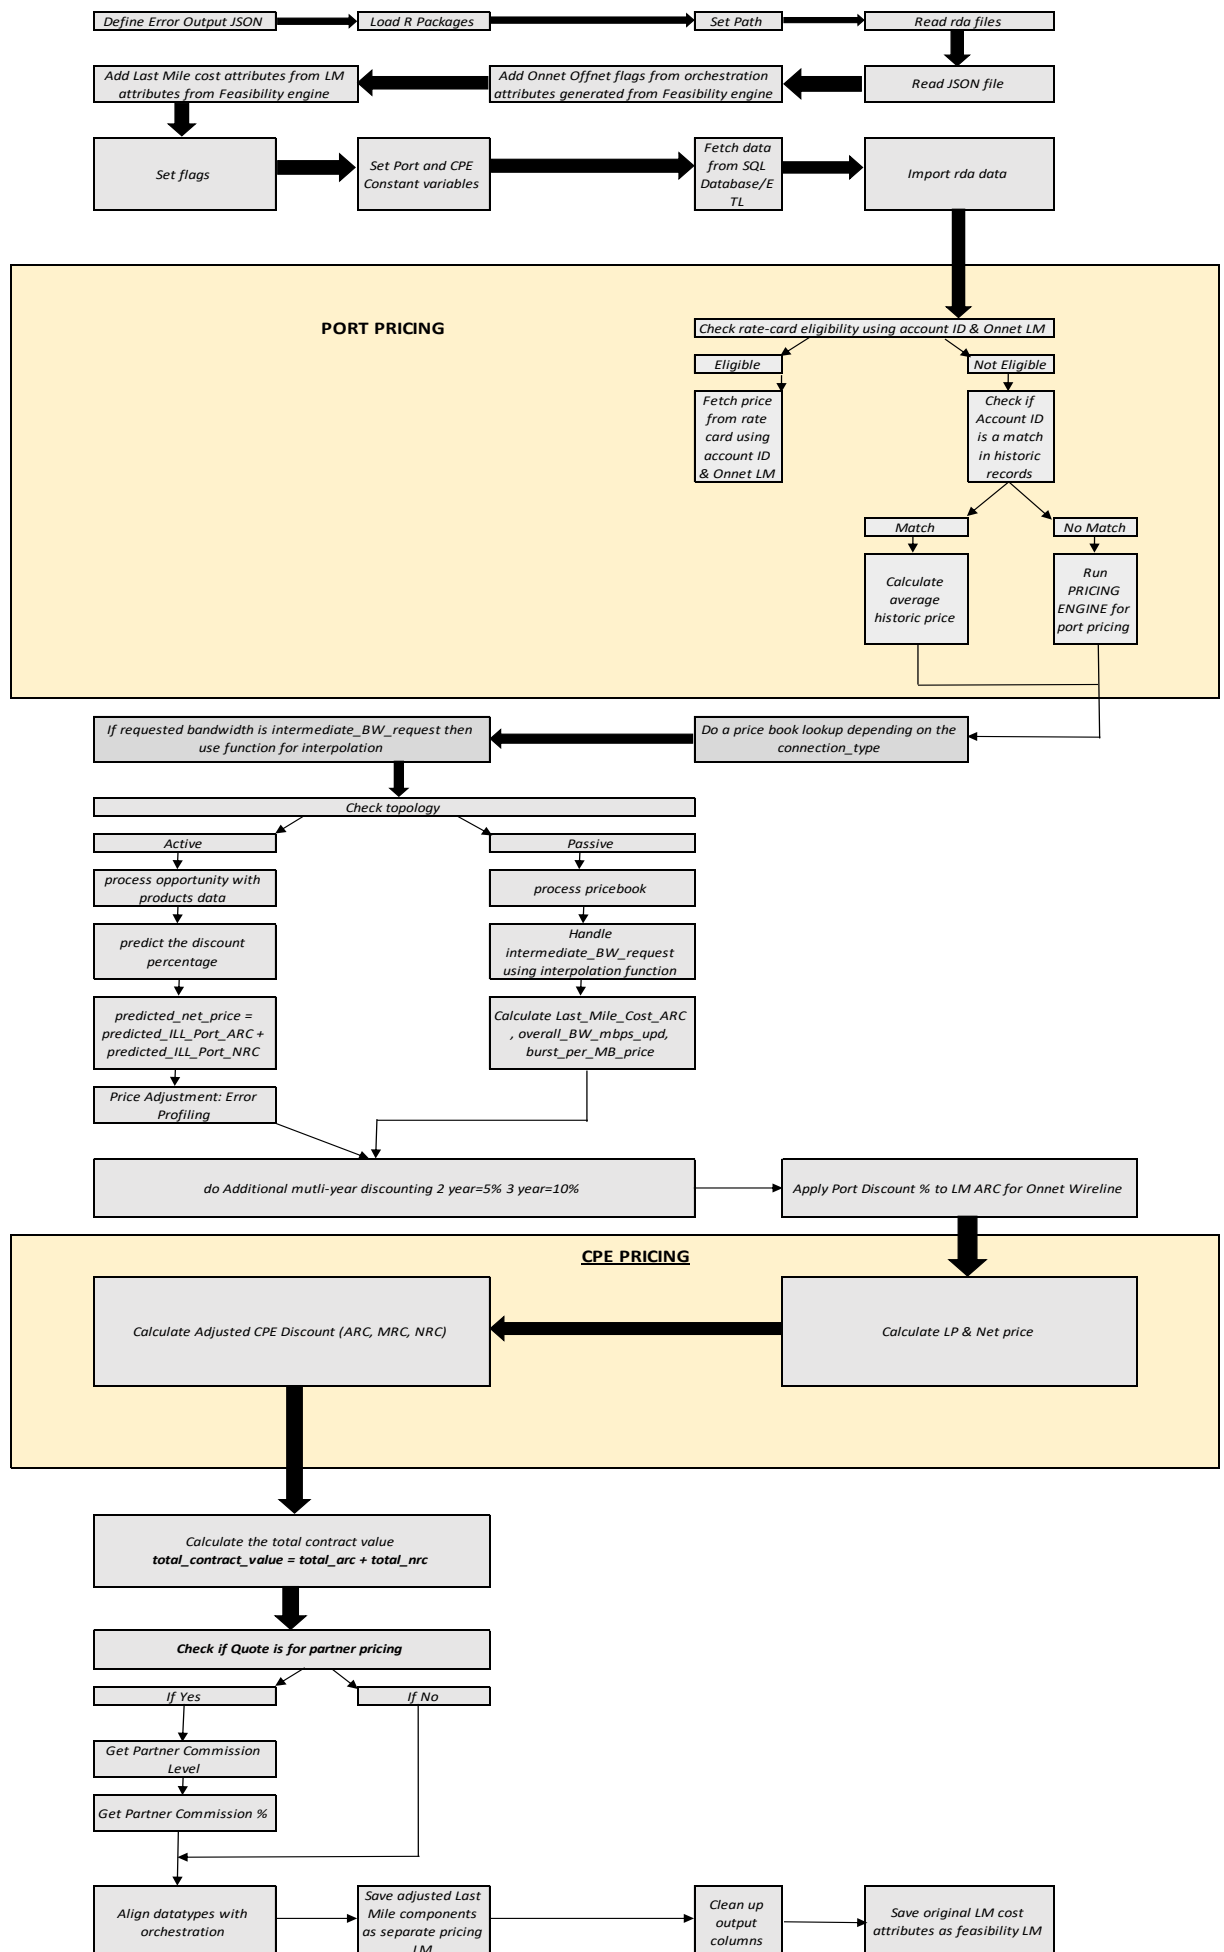 Define Error Output JSON
Load R Packages
Set Path
Read rda files
Add Last Mile cost attributes from LM
attributes from Feasibility engine
Add Onnet Offnet flags from orchestration
attributes generated from Feasibility engine
Read JSON file
Set flags
Set Port and CPE
Constant variables
Fetch data
from SQL
Database/E
TL
Import rda data
PORT PRICING
Check rate-card eligibility using account ID & Onnet LM
Eligible
Not Eligible
Fetch price
from rate
card using
account ID
& Onnet LM
Check if
Account ID
is a match
in historic
records
Match
No Match
Calculate
average
historic price
Run
PRICING
ENGINE for
port pricing
If requested bandwidth is intermediate_BW_request then
use function for interpolation
Do a price book lookup depending on the
connection_type
Check topology
Active
Passive
process opportunity with
products data
process pricebook
predict the discount
percentage
Handle
intermediate_BW_request
using interpolation function
predicted_net_price =
predicted_ILL_Port_ARC +
predicted_ILL_Port_NRC
Calculate Last_Mile_Cost_ARC
, overall_BW_mbps_upd,
burst_per_MB_price
Price Adjustment: Error
Profiling
do Additional mutli-year discounting 2 year=5% 3 year=10%
Apply Port Discount % to LM ARC for Onnet Wireline
CPE PRICING
Calculate Adjusted CPE Discount (ARC, MRC, NRC)
Calculate LP & Net price
Calculate the total contract value
total_contract_value = total_arc + total_nrc
Check if Quote is for partner pricing
If Yes
If No
Get Partner Commission
Level
Get Partner Commission %
Align datatypes with
orchestration
Save adjusted Last
Mile components
as separate pricing
LM
Clean up
output
columns
Save original LM cost
attributes as feasibility LM